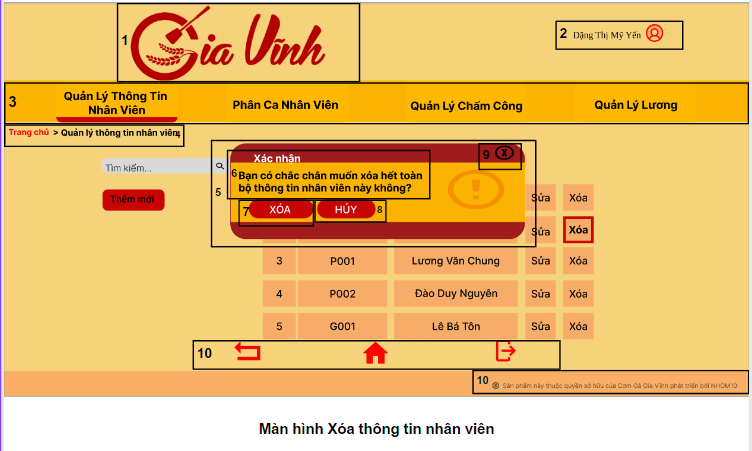 1
Gia Vĩnh
2 Đặng Thị Mỹ Yến
3
Quản Lý Thông Tin
Nhân Viên
Phân Ca Nhân Viên
Quản Lý Chấm Công
Quản Lý Lương
Trang chủ > Quản lý thông tin nhân viên 4
Tìm kiếm...
Thêm mới
5
Xác nhận
9 X
6 Bạn có chắc chắn muốn xóa hết toàn
bộ thông tin nhân viên này không?
7 XÓA
HỦY 8
Sửa Xóa
Sửa Xóa
3 P001 Lương Văn Chung Sửa Xóa
4 P002 Đào Duy Nguyên Sửa Xóa
5 G001 Lê Bá Tôn Sửa Xóa
10
10 Sản phẩm này thuộc quyền sở hữu của Cơm Gà Gia Vĩnh phát triển bởi NHOM10
Màn hình Xóa thông tin nhân viên